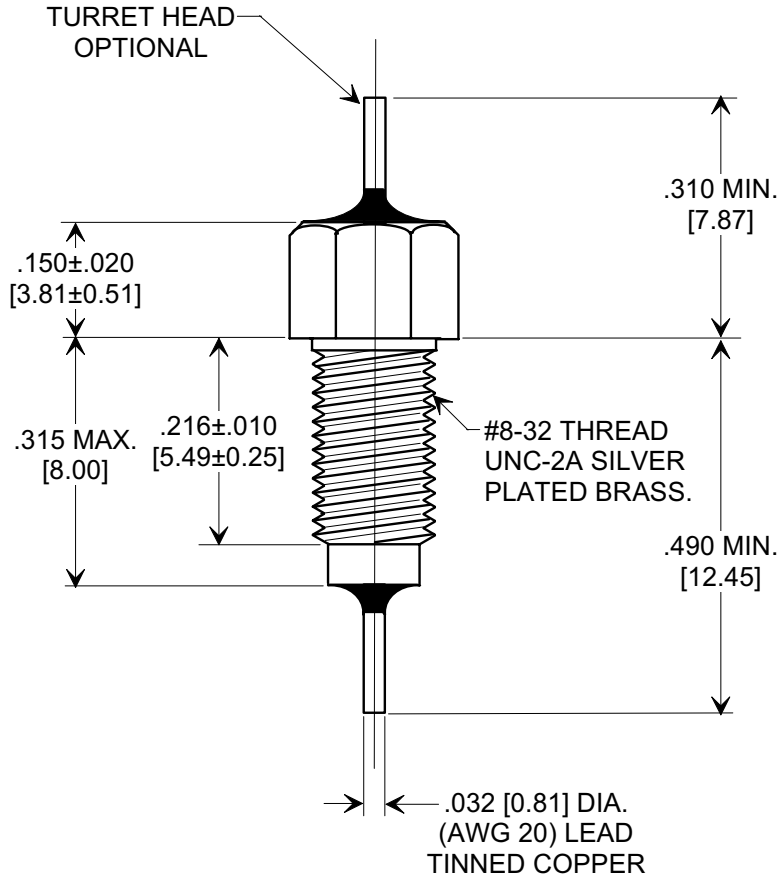 TURRET HEAD
OPTIONAL
.310 MIN.
[7.87]
.150±.020
[3.81±0.51]
.315 MAX.
[8.00]
.216±.010
[5.49±0.25]
#8-32 THREAD
UNC-2A SILVER
PLATED BRASS.
.490 MIN.
[12.45]
.032 [0.81] DIA.
(AWG 20) LEAD
TINNED COPPER